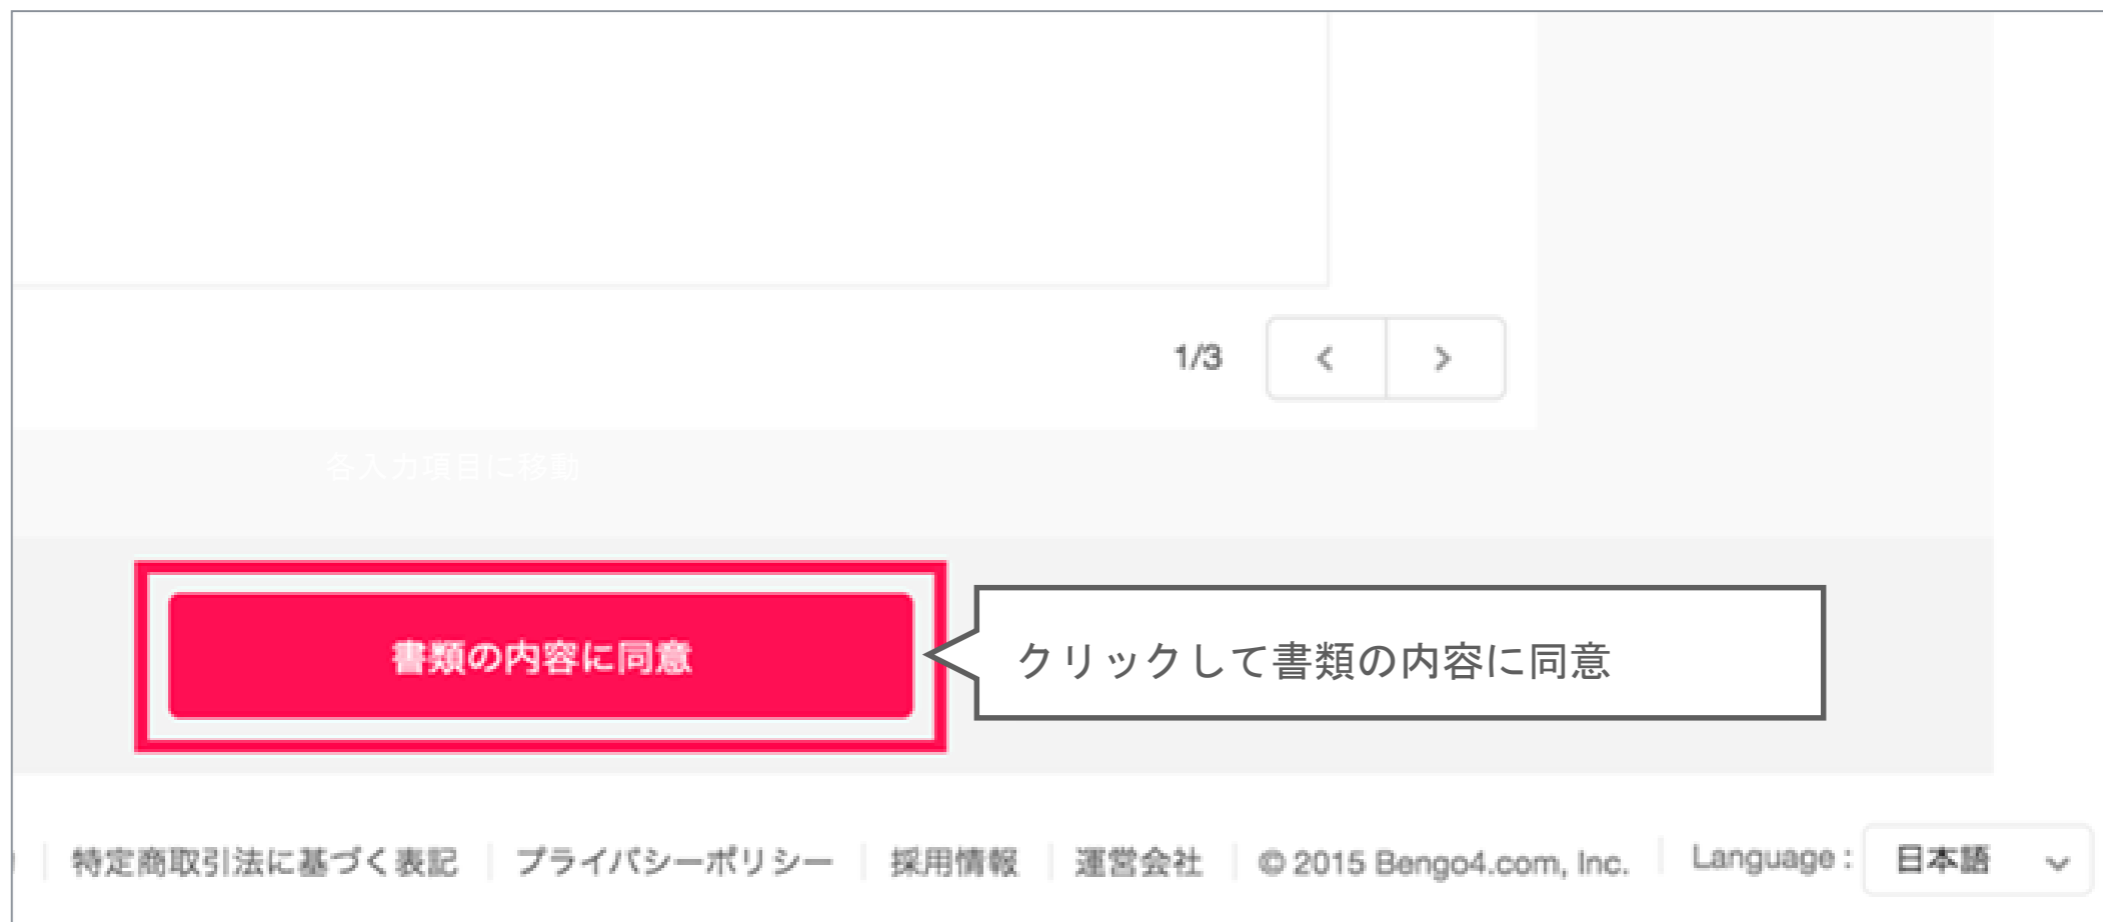 1/3
各入力項目に移動
書類の内容に同意
クリックして書類の内容に同意
特定商取引法に基づく表記 プライバシーポリシー 採用情報 運営会社 © 2015 Bengo4.com, Inc. Language : 日本語